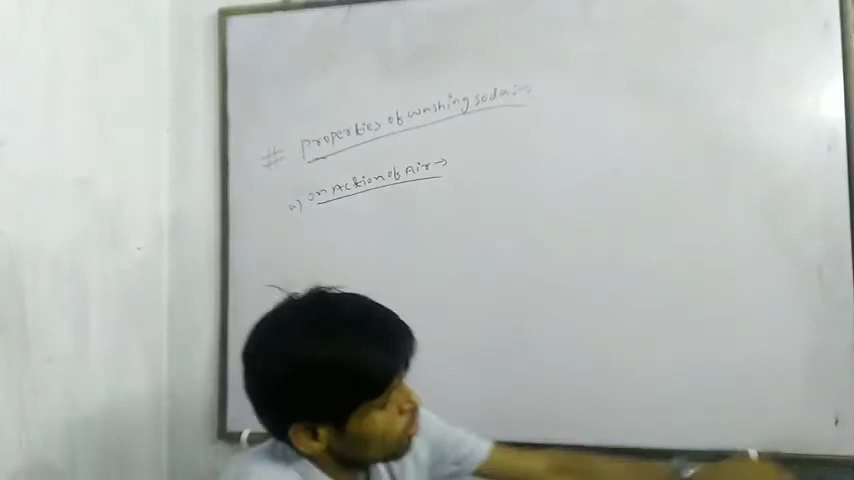 # Properties of washing soda:-
a) on Action of Air →